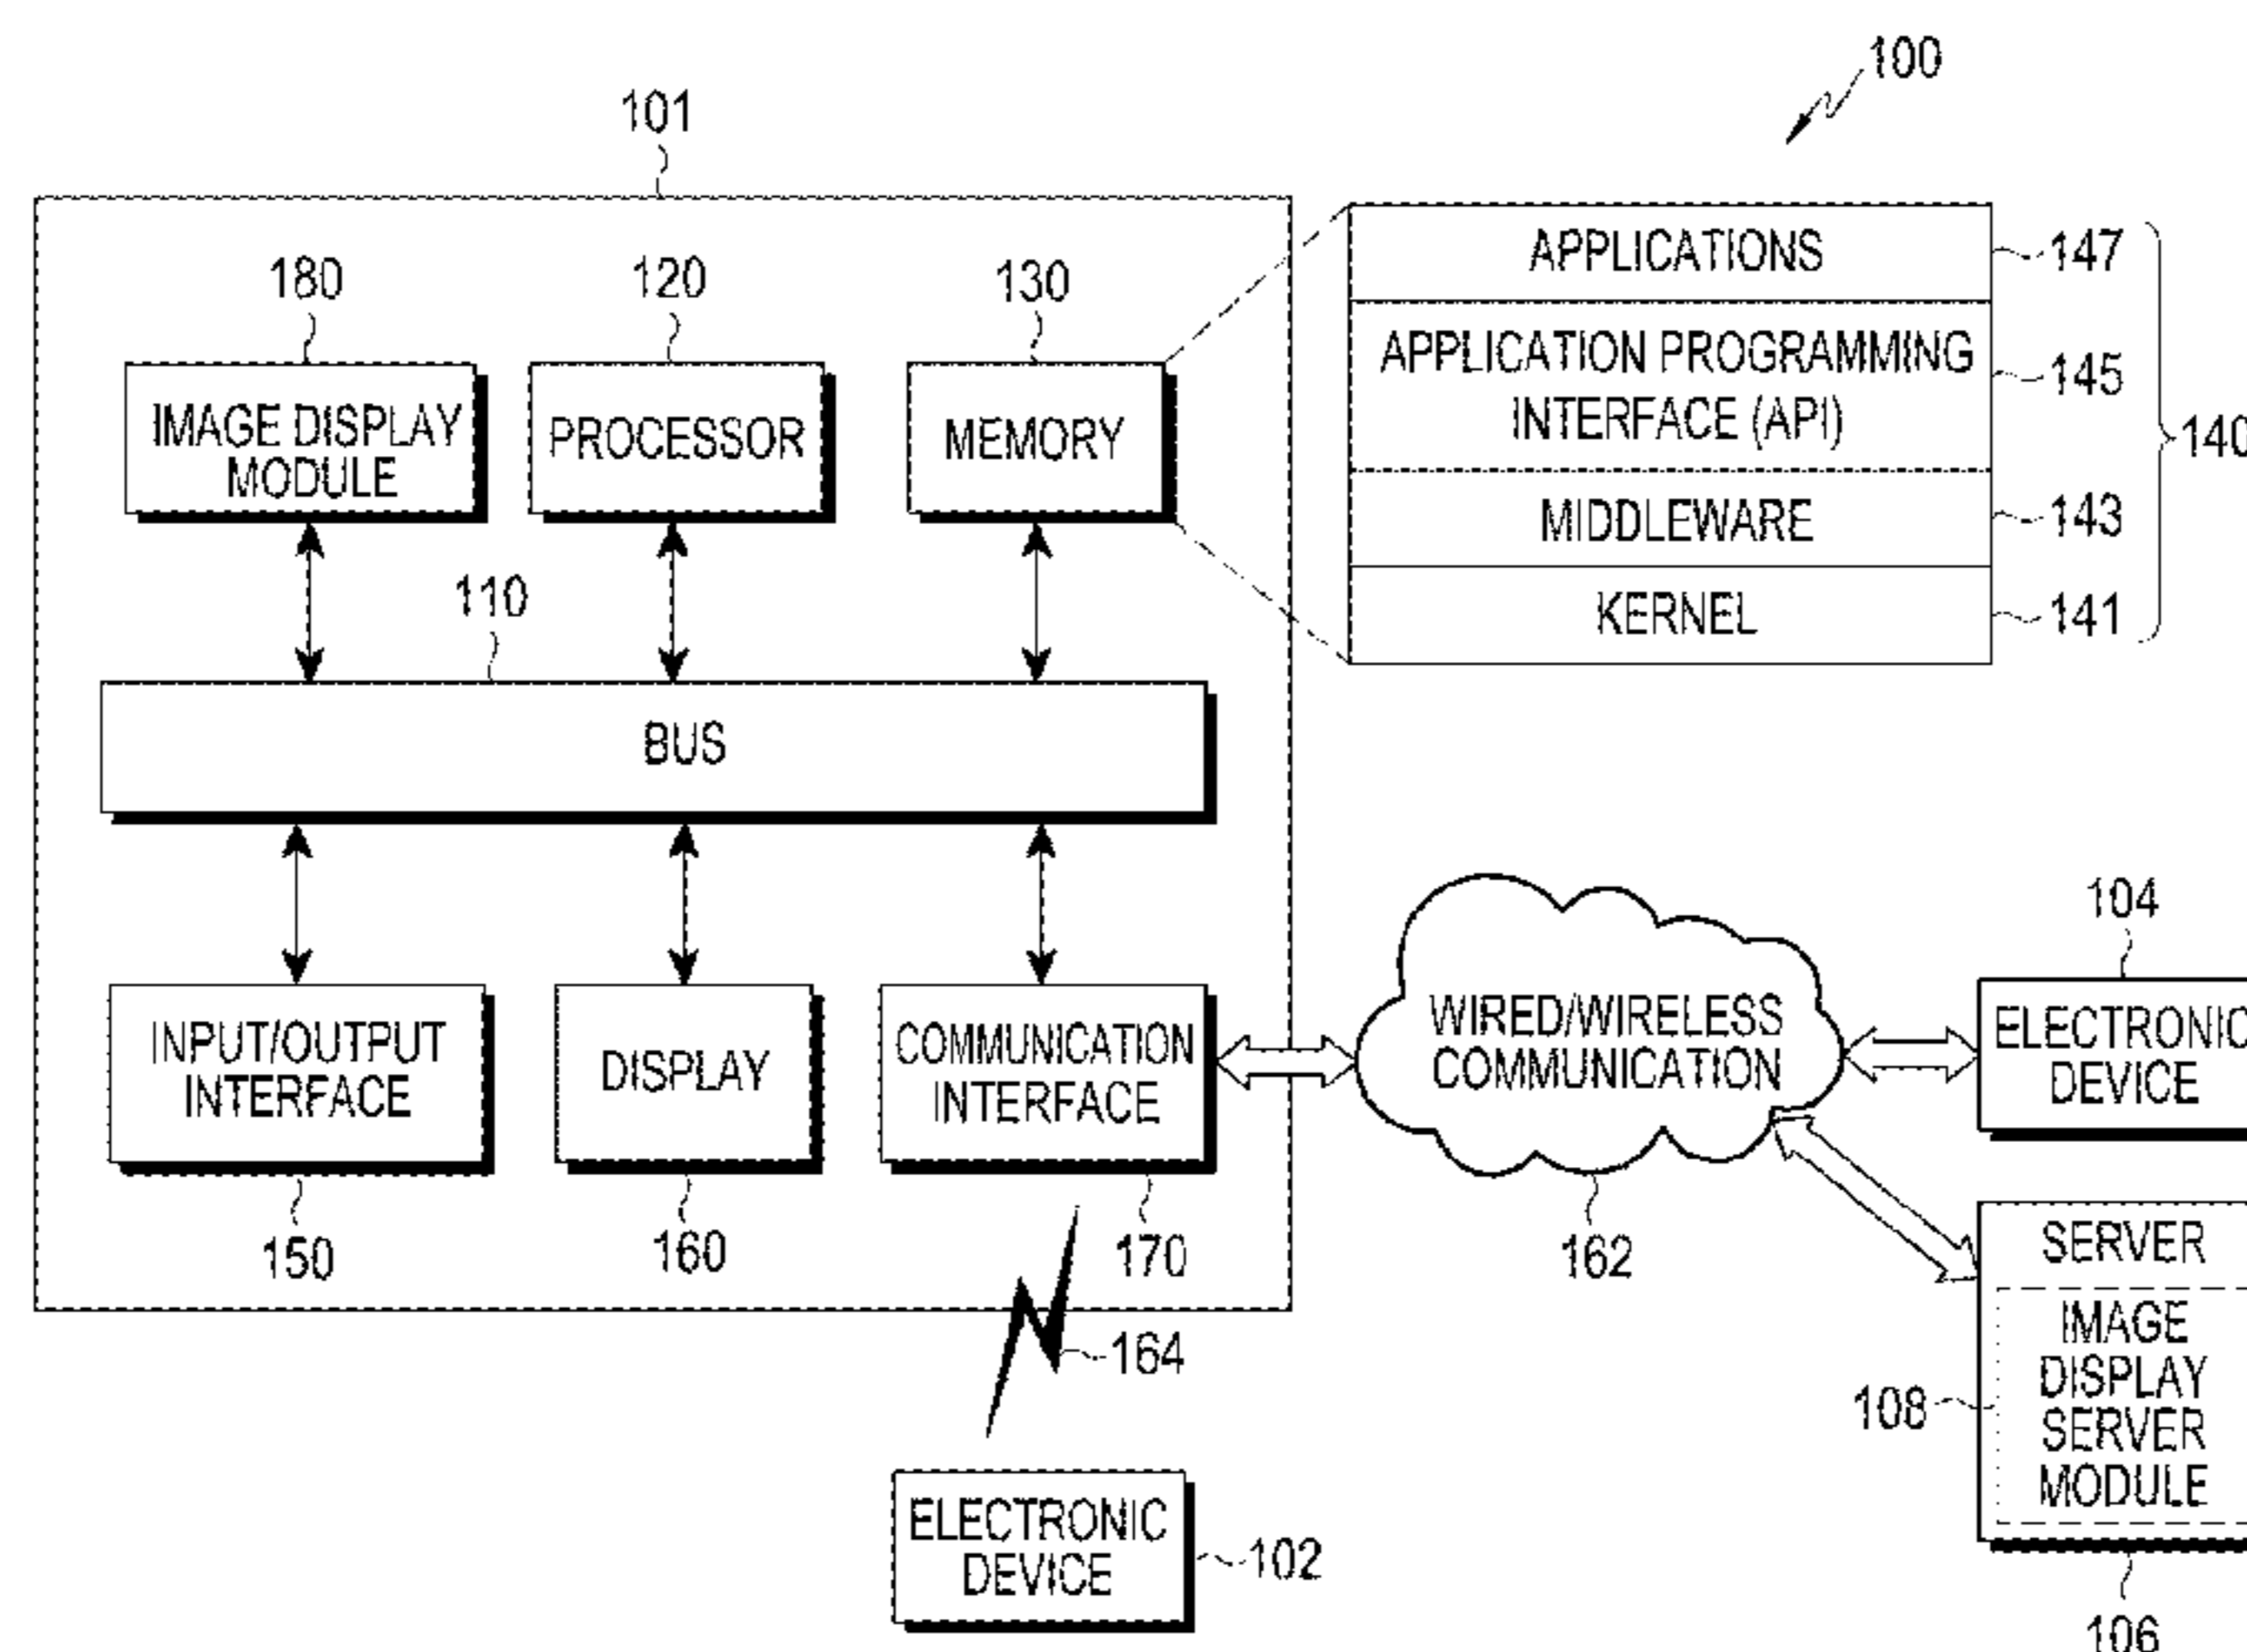 100
101
180
120
130
IMAGE DISPLAY
MODULE
PROCESSOR
MEMORY
APPLICATIONS
147
APPLICATION PROGRAMMING
INTERFACE (API)
145
140
MIDDLEWARE
143
KERNEL
141
110
BUS
INPUT/OUTPUT
INTERFACE
DISPLAY
COMMUNICATION
INTERFACE
150
160
170
WIRED/WIRELESS
COMMUNICATION
162
104
ELECTRONIC
DEVICE
164
SERVER
IMAGE
DISPLAY
SERVER
MODULE
108
106
ELECTRONIC
DEVICE
102